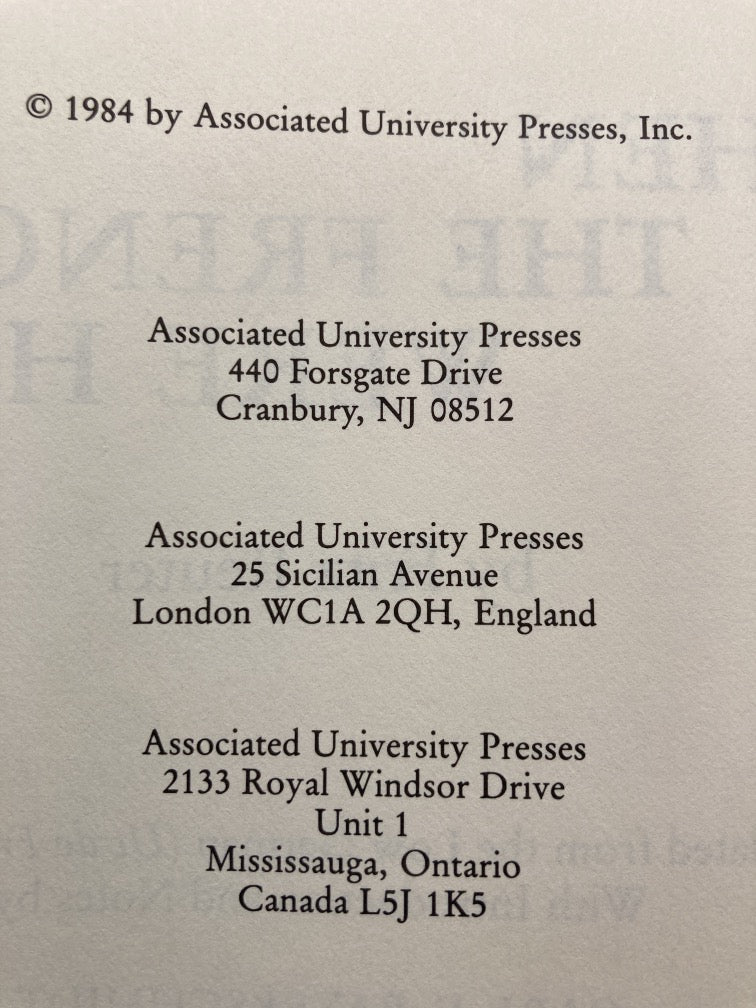 © 1984 by Associated University Presses, Inc.
Associated University Presses
440 Forsgate Drive
Cranbury, NJ 08512
Associated University Presses
25 Sicilian Avenue
London WC1A 2QH, England
Associated University Presses
2133 Royal Windsor Drive
Unit 1
Mississauga, Ontario
Canada L5J 1K5